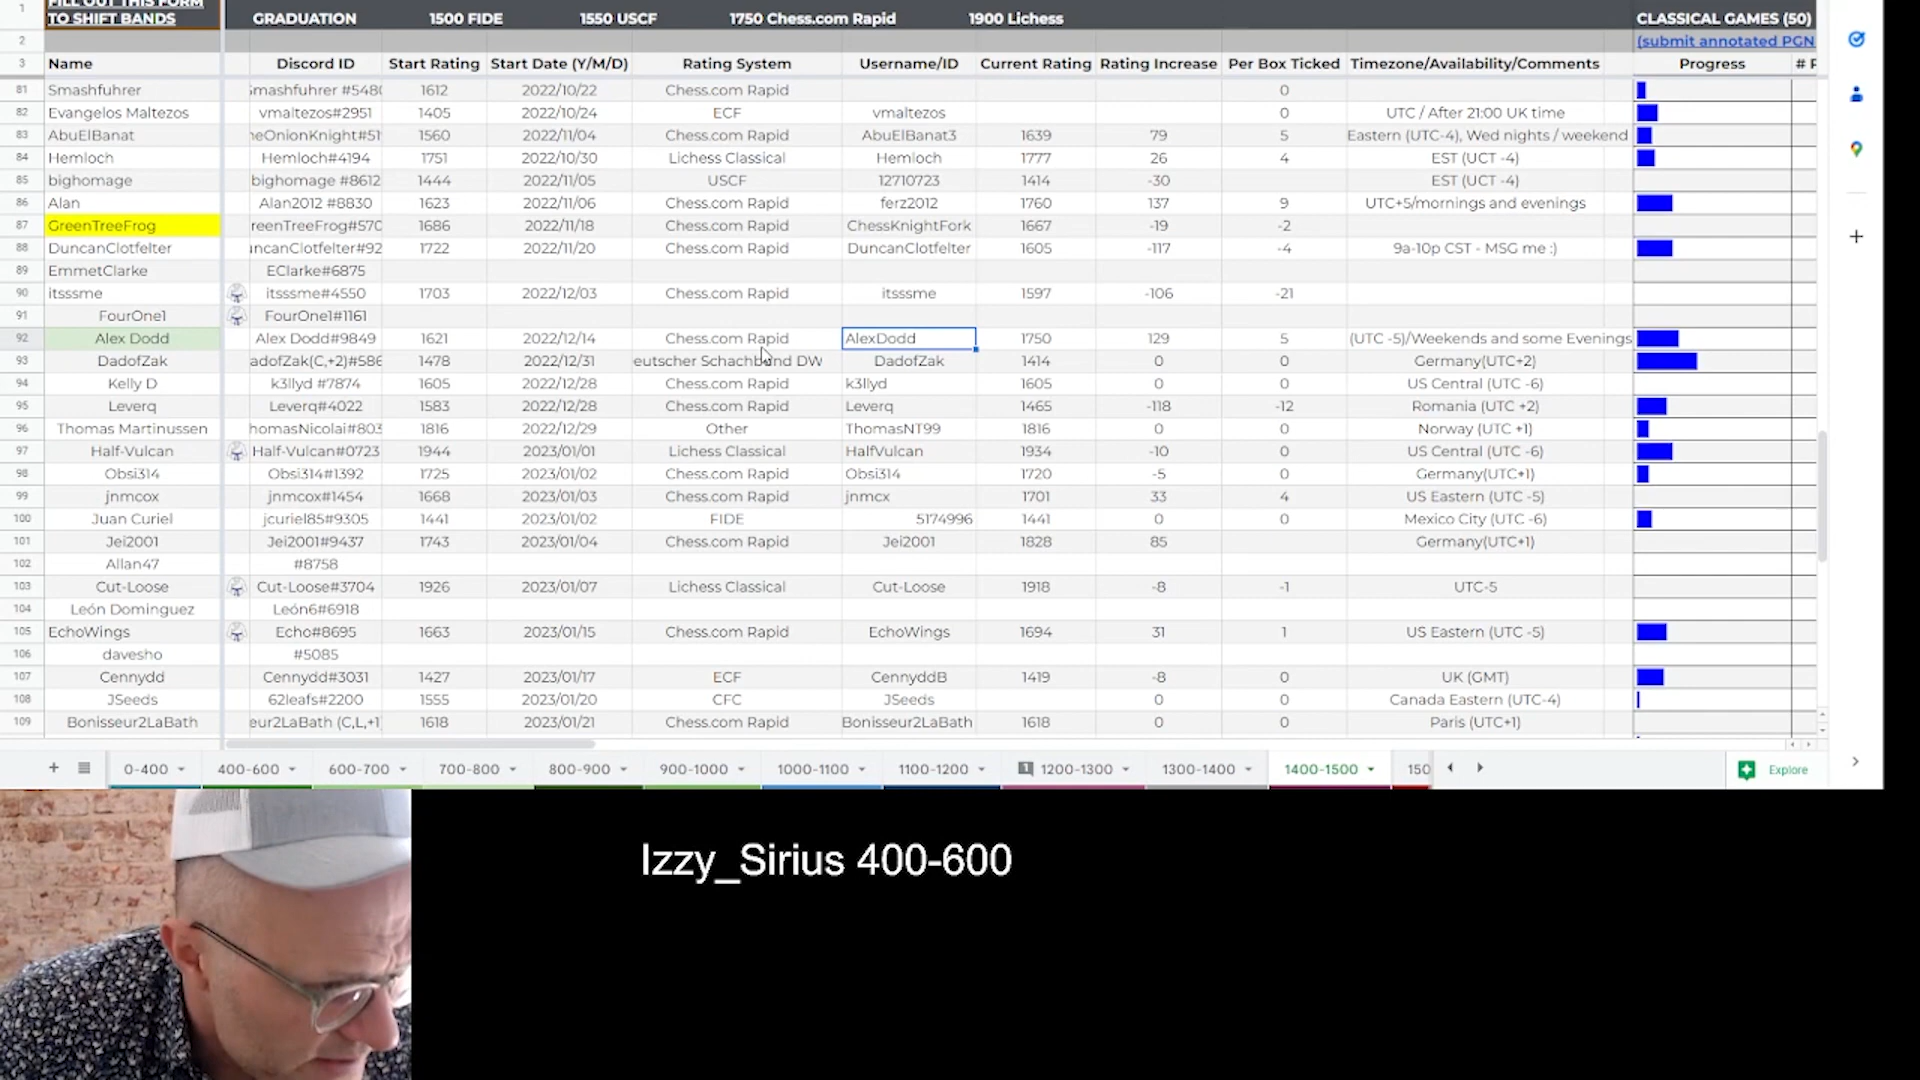 FILL OUT THIS FORM
TO SHIFT BANDS GRADUATION 1500 FIDE 1550 USCF 1750 Chess.com Rapid 1900 Lichess CLASSICAL GAMES (50)
(submit annotated PGN
Name Discord ID Start Rating Start Date (Y/M/D) Rating System Username/ID Current Rating Rating Increase Per Box Ticked Timezone/Availability/Comments Progress
81 Smashfuhrer Smashfuhrer #5480 1612 2022/10/22 Chess.com Rapid 0
82 Evangelos Maltezos vmaltezos#2951 1405 2022/10/24 ECF vmaltezos 0 UTC / After 21:00 UK time
83 AbuElBanat neOnionKnight#51 1560 2022/11/04 Chess.com Rapid AbuElBanat3 1639 79 5 Eastern (UTC-4), Wed nights / weekend
84 Hemloch Hemloch#4194 1751 2022/10/30 Lichess Classical Hemloch 1777 26 4 EST (UCT -4)
85 bighomage bighomage #8612 1444 2022/11/05 USCF 12710723 1414 -30 EST (UCT -4)
86 Alan Alan2012 #8830 1623 2022/11/06 Chess.com Rapid ferz2012 1760 137 9 UTC+5/mornings and evenings
87 GreenTreeFrog reenTreeFrog#570 1686 2022/11/18 Chess.com Rapid ChessKnightFork 1667 -19 -2
88 DuncanClotfelter uncanClotfelter#92 1722 2022/11/20 Chess.com Rapid DuncanClotfelter 1605 -117 -4 9a-10p CST - MSG me :)
89 EmmetClarke EClarke#6875
90 itsssme itsssme#4550 1703 2022/12/03 Chess.com Rapid itsssme 1597 -106 -21
91 FourOne1 FourOne1#1161
92 Alex Dodd Alex Dodd#9849 1621 2022/12/14 Chess.com Rapid AlexDodd 1750 129 5 (UTC -5)/Weekends and some Evenings
93 DadofZak adofZak(C,+2)#586 1478 2022/12/31 eutscher Schachbund DW DadofZak 1414 0 0 Germany(UTC+2)
94 Kelly D k3llyd #7874 1605 2022/12/28 Chess.com Rapid k3llyd 1605 0 0 US Central (UTC -6)
95 Leverq Leverq#4022 1583 2022/12/28 Chess.com Rapid Leverq 1465 -118 -12 Romania (UTC +2)
96 Thomas Martinussen homasNicolai#803 1816 2022/12/29 Other ThomasNT99 1816 0 0 Norway (UTC +1)
97 Half-Vulcan Half-Vulcan#0723 1944 2023/01/01 Lichess Classical HalfVulcan 1934 -10 0 US Central (UTC -6)
98 Obsi314 Obsi314#1392 1725 2023/01/02 Chess.com Rapid Obsi314 1720 -5 0 Germany(UTC+1)
99 jnmcox jnmcox#1454 1668 2023/01/03 Chess.com Rapid jnmcx 1701 33 4 US Eastern (UTC -5)
100 Juan Curiel jcuriel85#9305 1441 2023/01/02 FIDE 5174996 1441 0 0 Mexico City (UTC -6)
101 Jei2001 Jei2001#9437 1743 2023/01/04 Chess.com Rapid Jei2001 1828 85 Germany(UTC+1)
102 Allan47 #8758
103 Cut-Loose Cut-Loose#3704 1926 2023/01/07 Lichess Classical Cut-Loose 1918 -8 -1 UTC-5
104 León Dominguez León6#6918
105 EchoWings Echo#8695 1663 2023/01/15 Chess.com Rapid EchoWings 1694 31 1 US Eastern (UTC -5)
106 davesho #5085
107 Cennydd Cennydd#3031 1427 2023/01/17 ECF CennyddB 1419 -8 0 UK (GMT)
108 JSeeds 62leafs#2200 1555 2023/01/20 CFC JSeeds 0 0 Canada Eastern (UTC-4)
109 Bonisseur2LaBath eur2LaBath (C,L,+1 1618 2023/01/21 Chess.com Rapid Bonisseur2LaBath 1618 0 0 Paris (UTC+1)
0-400 400-600 600-700 700-800 800-900 900-1000 1000-1100 1100-1200 1 1200-1300 1300-1400 1400-1500 150 Explore
Izzy_Sirius 400-600